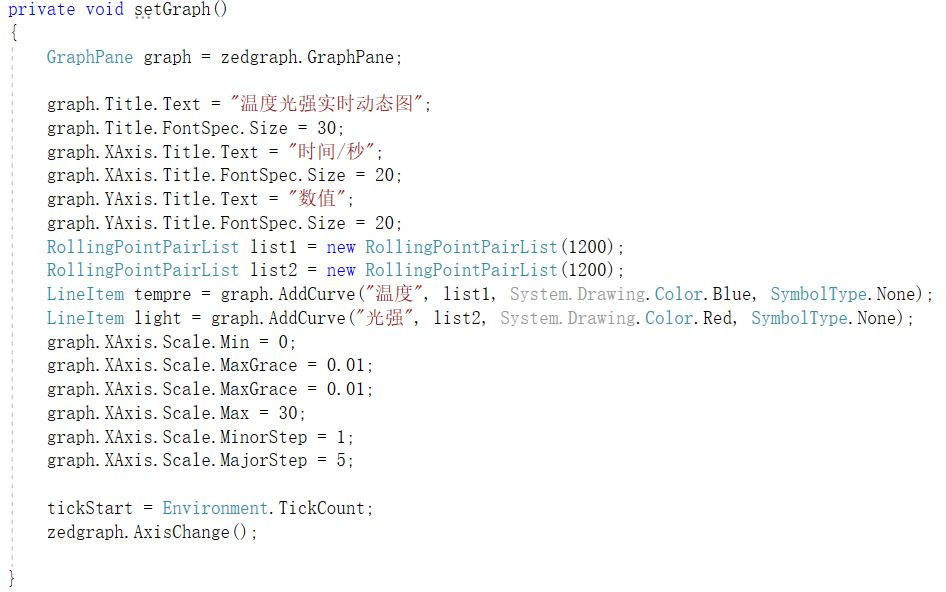 private void setGraph()
{
GraphPane graph = zedgraph.GraphPane;
graph.Title.Text = "温度光强实时动态图";
graph.Title.FontSpec.Size = 30;
graph.XAxis.Title.Text = "时间/秒";
graph.XAxis.Title.FontSpec.Size = 20;
graph.YAxis.Title.Text = "数值";
graph.YAxis.Title.FontSpec.Size = 20;
RollingPointPairList list1 = new RollingPointPairList(1200);
RollingPointPairList list2 = new RollingPointPairList(1200);
LineItem tempre = graph.AddCurve("温度", list1, System.Drawing.Color.Blue, SymbolType.None);
LineItem light = graph.AddCurve("光强", list2, System.Drawing.Color.Red, SymbolType.None);
graph.XAxis.Scale.Min = 0;
graph.XAxis.Scale.MaxGrace = 0.01;
graph.XAxis.Scale.MaxGrace = 0.01;
graph.XAxis.Scale.Max = 30;
graph.XAxis.Scale.MinorStep = 1;
graph.XAxis.Scale.MajorStep = 5;
tickStart = Environment.TickCount;
zedgraph.AxisChange();
}